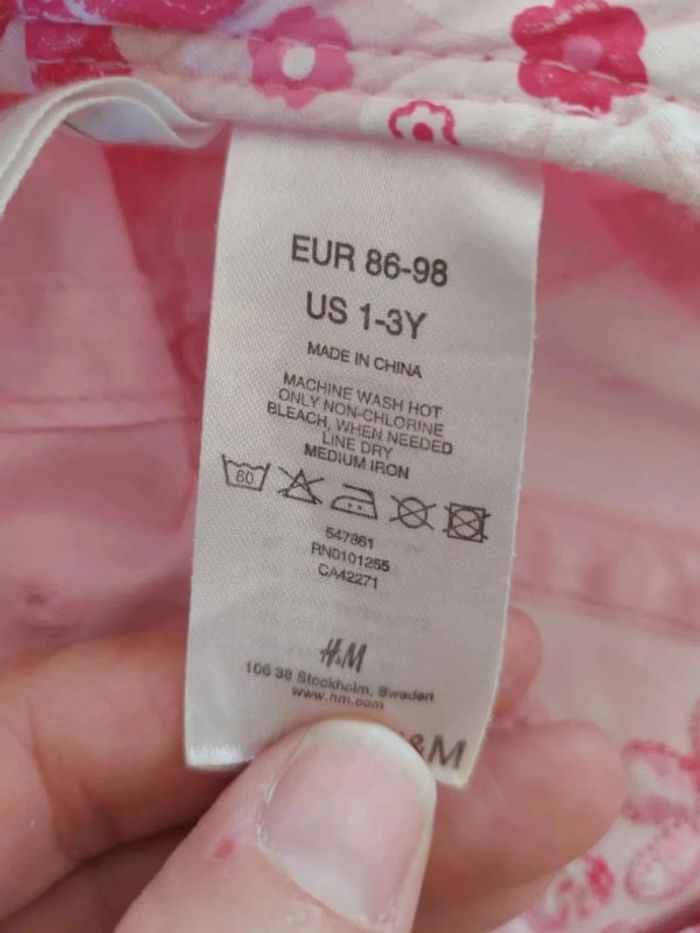 EUR 86-98
US 1-3Y
MADE IN CHINA
MACHINE WASH HOT
ONLY NON-CHLORINE
BLEACH, WHEN NEEDED
LINE DRY
MEDIUM IRON
60
547861
RN0101255
CA42271
H&M
106 38 Stockholm, Sweden
www.hm.com
&M